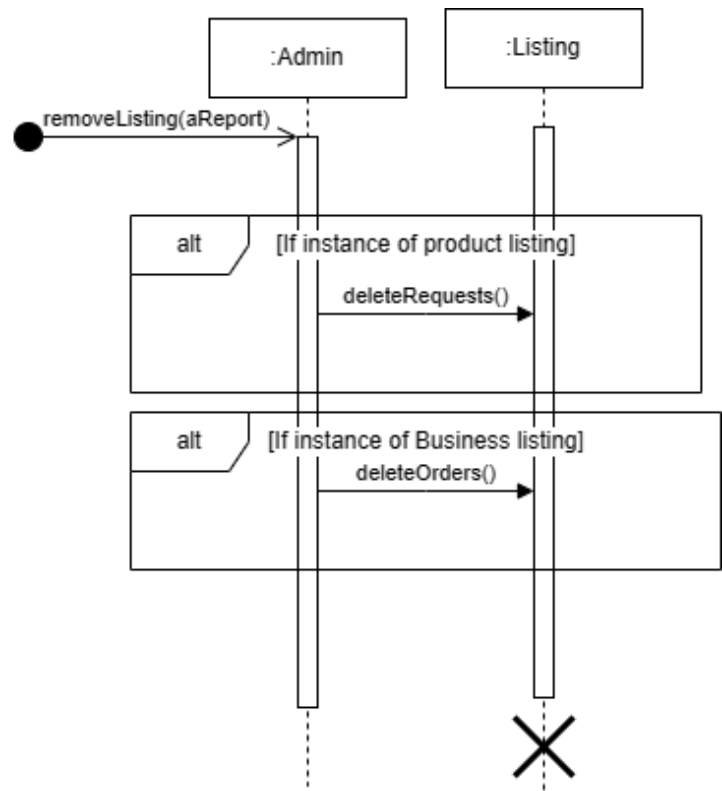 :Admin
:Listing
removeListing(aReport)
alt
[If instance of product listing]
deleteRequests()
alt
[If instance of Business listing]
deleteOrders()